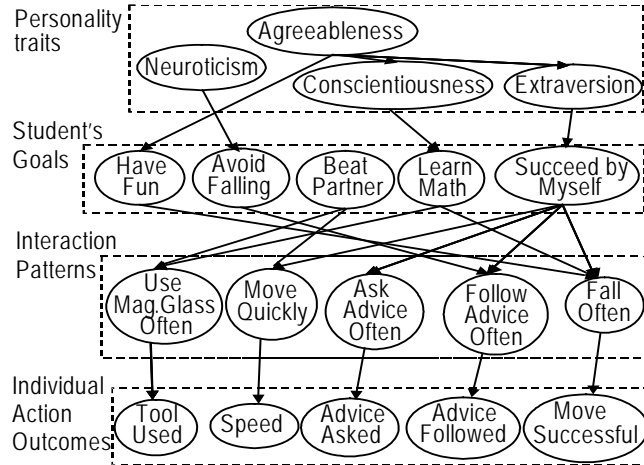 Personality
traits
Agreeableness
Neuroticism
Conscientiousness
Extraversion
Student's
Goals
Have
Fun
Avoid
Falling
Beat
Partner
Learn
Math
Succeed by
Myself
Interaction
Patterns
Use
Mag.Glass
Often
Move
Quickly
Ask
Advice
Often
Follow
Advice
Often
Fall
Often
Individual
Action
Outcomes
Tool
Used
Speed
Advice
Asked
Advice
Followed
Move
Successful